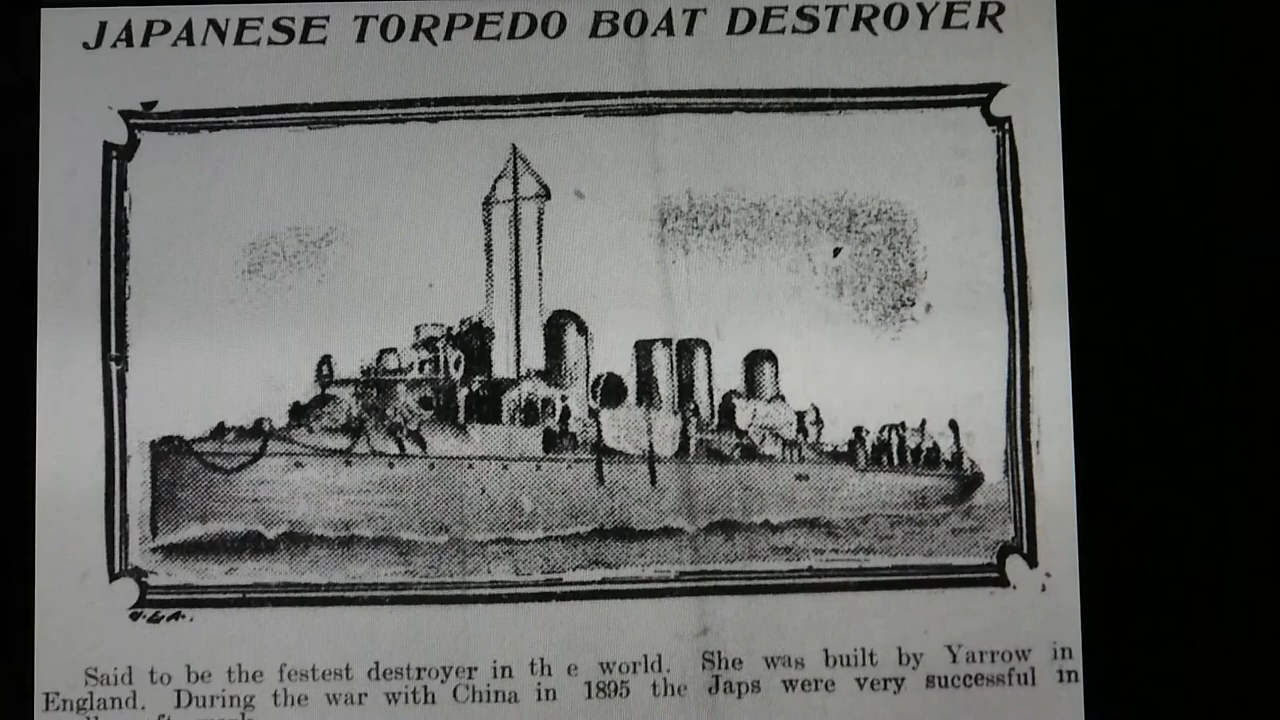 JAPANESE TORPEDO BOAT DESTROYER
Said to be the festest destroyer in th e world. She was built by Yarrow in
England. During the war with China in 1895 the Japs were very successful in